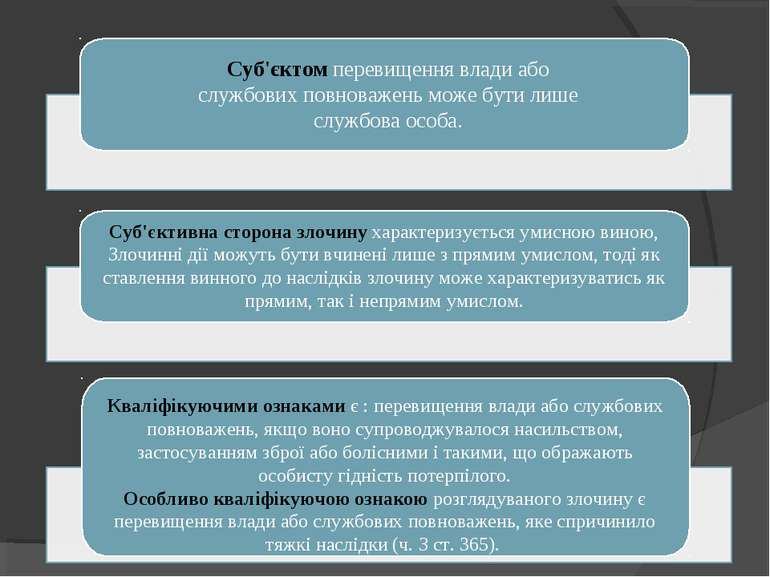 Суб'єктом перевищення влади або
службових повноважень може бути лише
службова особа.
Суб'єктивна сторона злочину характеризується умисною виною,
Злочинні дії можуть бути вчинені лише з прямим умислом, тоді як
ставлення винного до наслідків злочину може характеризуватись як
прямим, так і непрямим умислом.
Кваліфікуючими ознаками є : перевищення влади або службових
повноважень, якщо воно супроводжувалося насильством,
застосуванням зброї або болісними і такими, що ображають
особисту гідність потерпілого.
Особливо кваліфікуючою ознакою розглядуваного злочину є
перевищення влади або службових повноважень, яке спричинило
тяжкі наслідки (ч. 3 ст. 365).